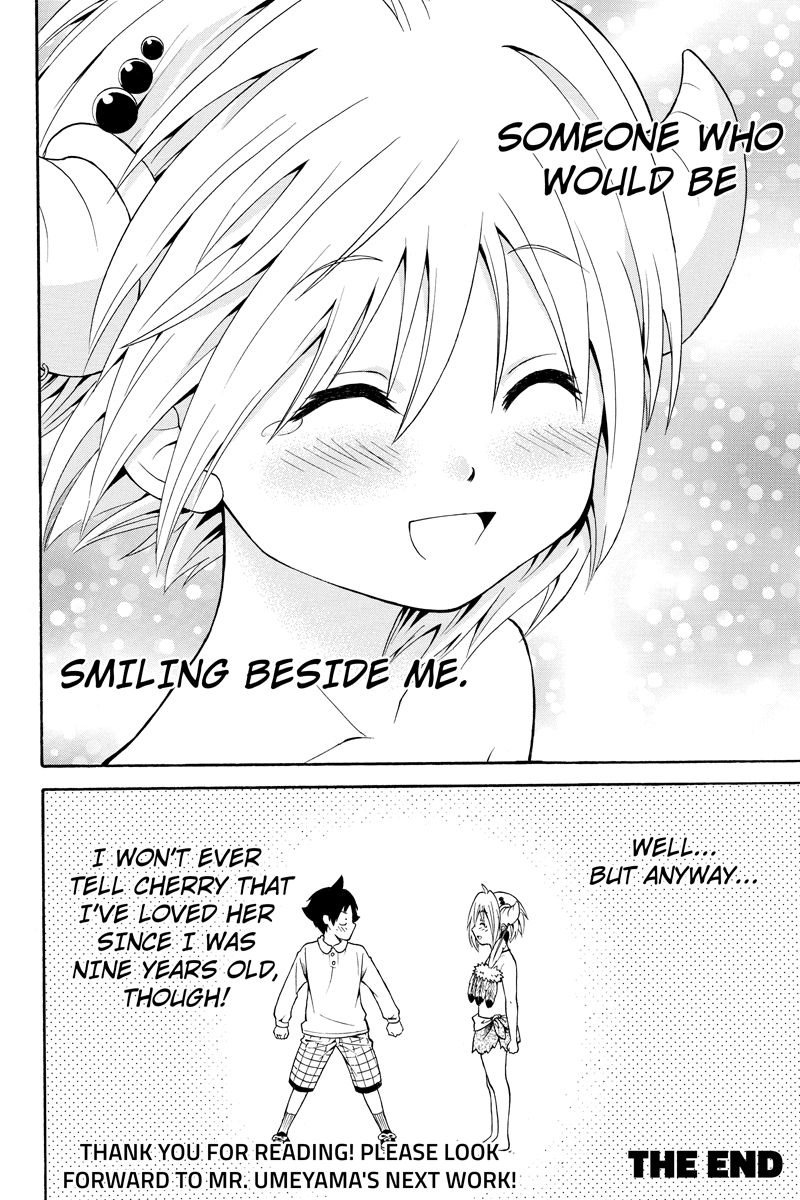 SOMEONE WHO
WOULD BE
SMILING BESIDE ME.
WELL...
BUT ANYWAY...
I WON'T EVER
TELL CHERRY THAT
I'VE LOVED HER
SINCE I WAS
NINE YEARS OLD,
THOUGH!
THANK YOU FOR READING! PLEASE LOOK
FORWARD TO MR. UMEYAMA'S NEXT WORK!
THE END